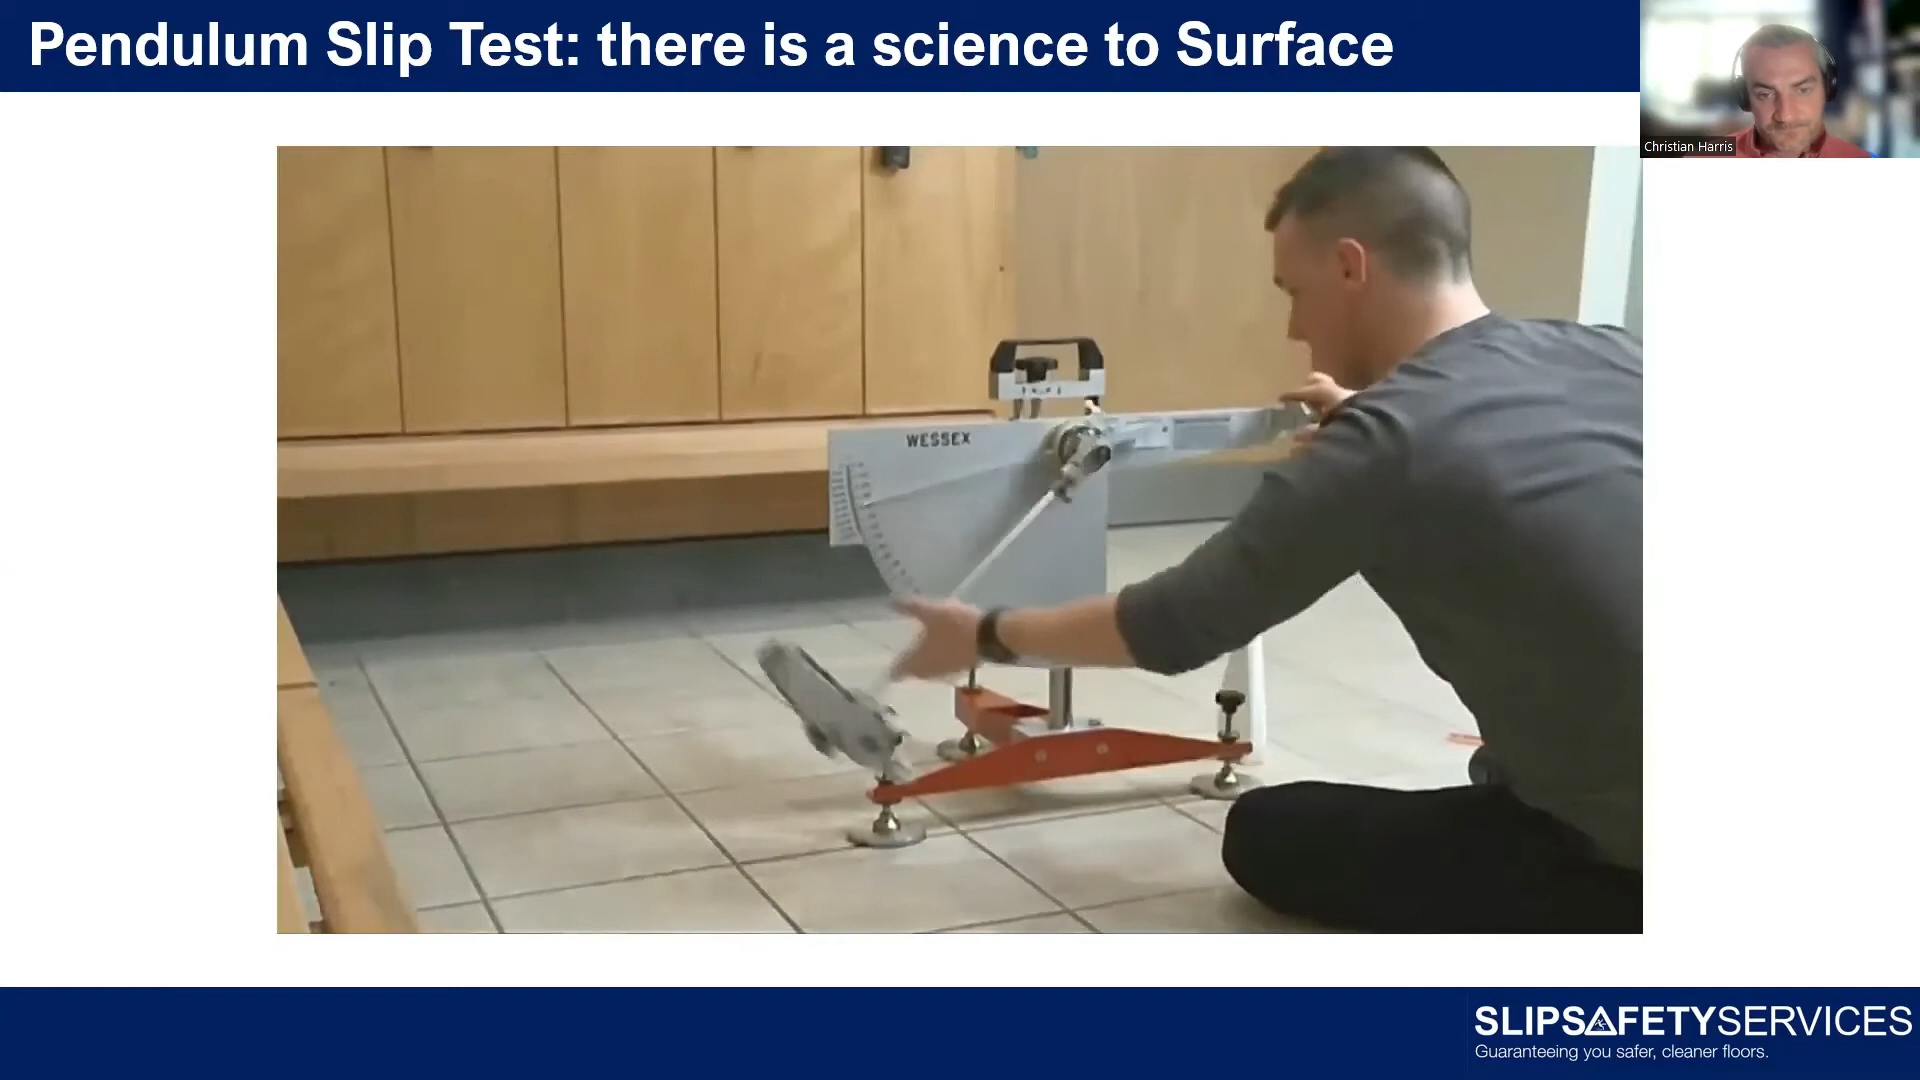 Pendulum Slip Test: there is a science to Surface
Christian Harris
WESSEX
SLIPSAFETYSERVICES
Guaranteeing you safer, cleaner floors.